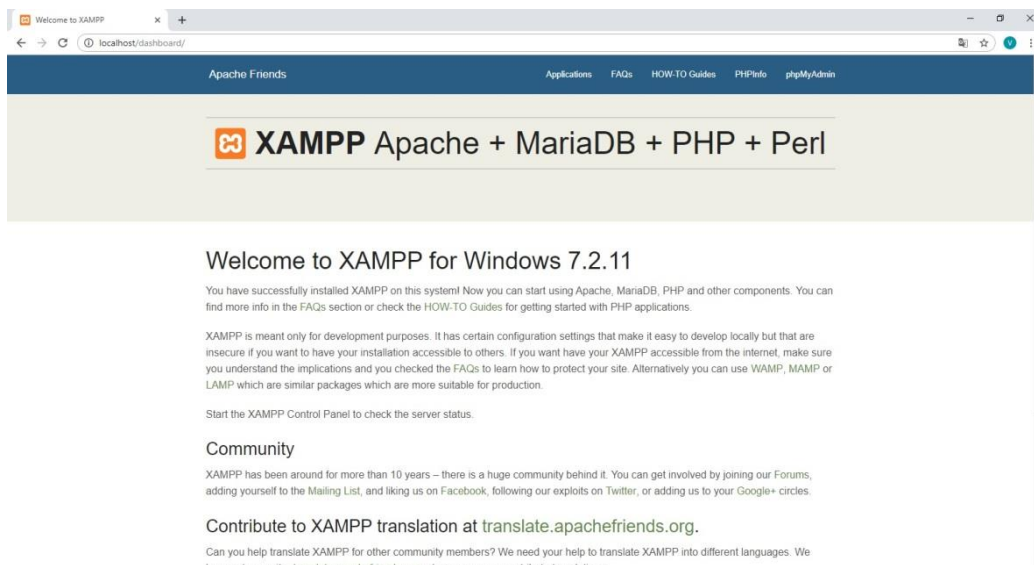 Welcome to XAMPP
localhost/dashboard/
V
Apache Friends
Applications FAQs HOW-TO Guides PHPInfo phpMyAdmin
XAMPP Apache + MariaDB + PHP + Perl
Welcome to XAMPP for Windows 7.2.11
You have successfully installed XAMPP on this system! Now you can start using Apache, MariaDB, PHP and other components. You can
find more info in the FAQs section or check the HOW-TO Guides for getting started with PHP applications.
XAMPP is meant only for development purposes. It has certain configuration settings that make it easy to develop locally but that are
insecure if you want to have your installation accessible to others. If you want have your XAMPP accessible from the internet, make sure
you understand the implications and you checked the FAQs to learn how to protect your site. Alternatively you can use WAMP, MAMP or
LAMP which are similar packages which are more suitable for production.
Start the XAMPP Control Panel to check the server status.
Community
XAMPP has been around for more than 10 years – there is a huge community behind it. You can get involved by joining our Forums,
adding yourself to the Mailing List, and liking us on Facebook, following our exploits on Twitter, or adding us to your Google+ circles.
Contribute to XAMPP translation at translate.apachefriends.org.
Can you help translate XAMPP for other community members? We need your help to translate XAMPP into different languages. We